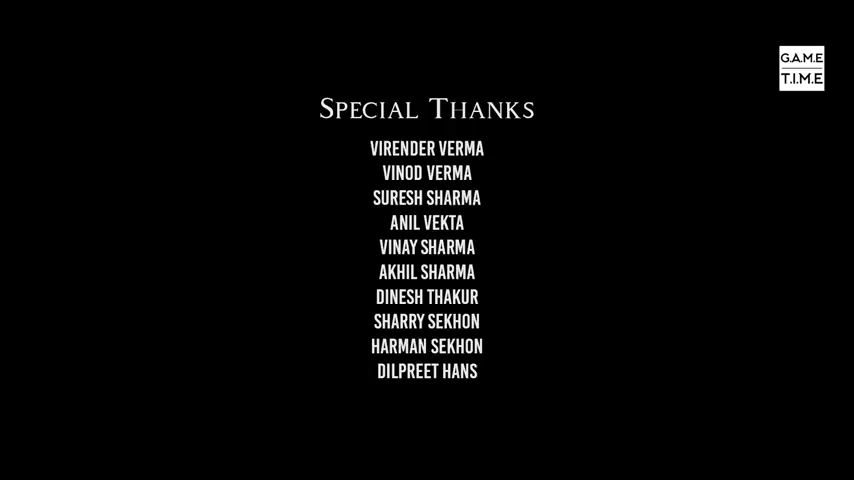 G.A.M.E
T.I.M.E
Special Thanks
VIRENDER VERMA
VINOD VERMA
SURESH SHARMA
ANIL VEKTA
VINAY SHARMA
AKHIL SHARMA
DINESH THAKUR
SHARRY SEKHON
HARMAN SEKHON
DILPREET HANS